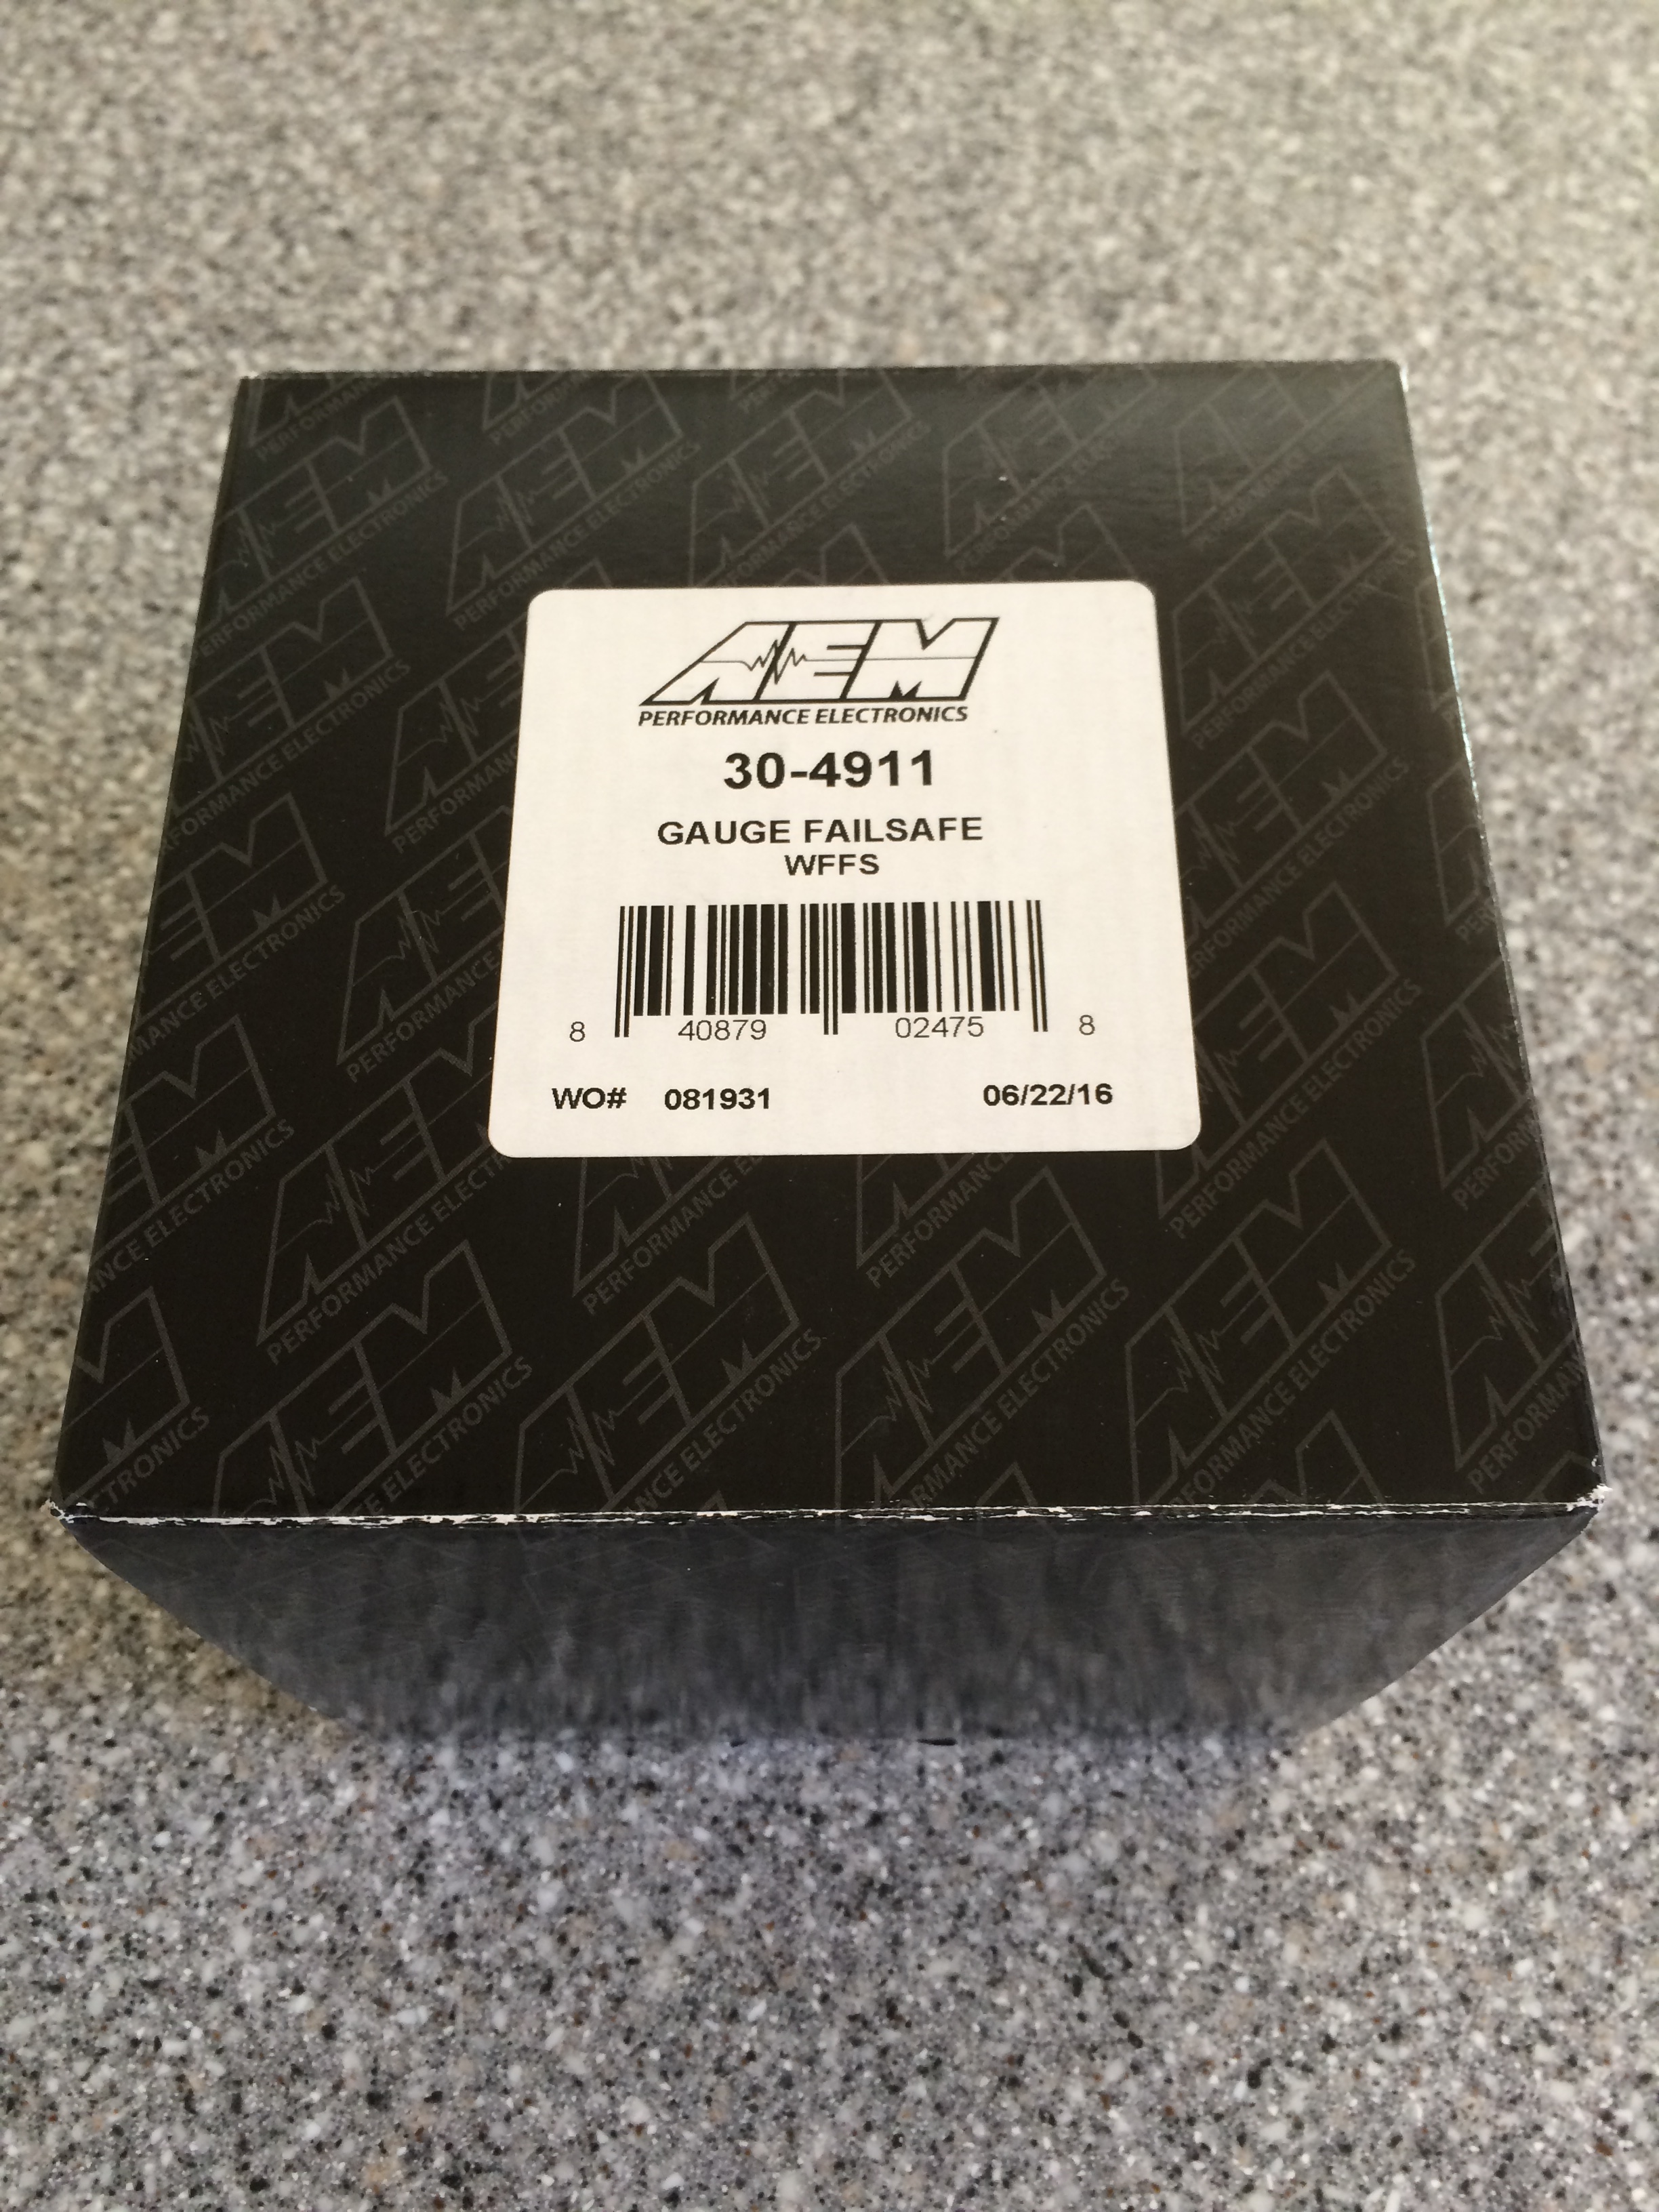 AEM
PERFORMANCE ELECTRONICS
30-4911
GAUGE FAILSAFE
WFFS
8 40879 02475 8
WO# 081931 06/22/16